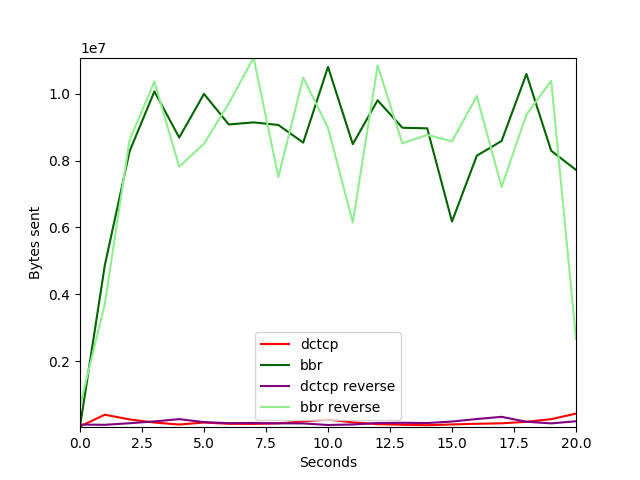 1e7
1.0
0.8
0.6
0.4
0.2
Bytes sent
dctcp
bbr
dctcp reverse
bbr reverse
0.0 2.5 5.0 7.5 10.0 12.5 15.0 17.5 20.0
Seconds